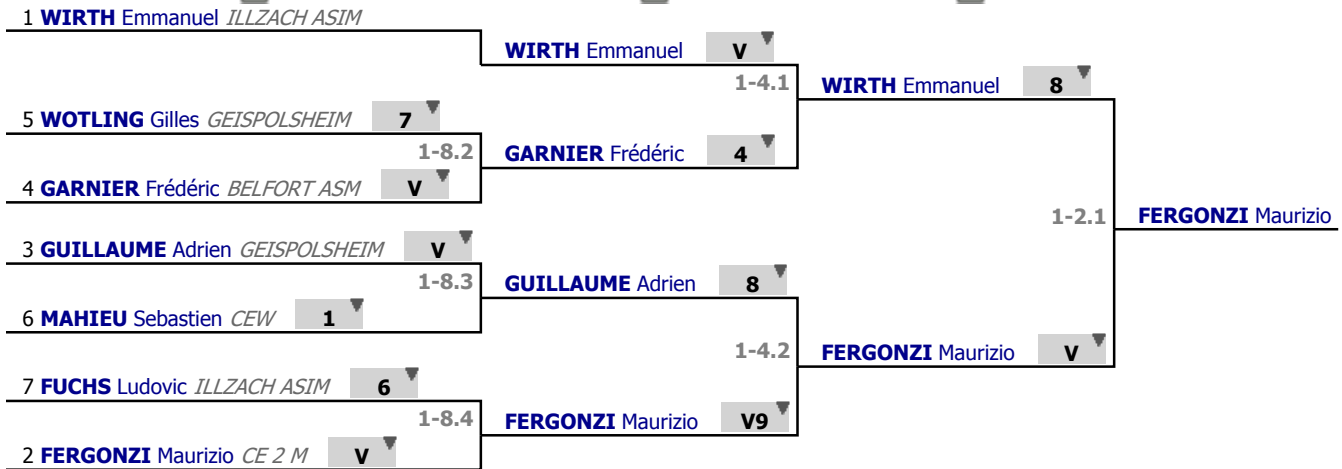 1 WIRTH Emmanuel ILLZACH ASIM
WIRTH Emmanuel V
1-4.1
WIRTH Emmanuel 8
5 WOTLING Gilles GEISPOLSHEIM 7
1-8.2
GARNIER Frédéric 4
4 GARNIER Frédéric BELFORT ASM V
1-2.1
FERGONZI Maurizio
3 GUILLAUME Adrien GEISPOLSHEIM V
1-8.3
GUILLAUME Adrien 8
6 MAHIEU Sebastien CEW 1
1-4.2
FERGONZI Maurizio V
7 FUCHS Ludovic ILLZACH ASIM 6
1-8.4
FERGONZI Maurizio V9
2 FERGONZI Maurizio CE 2 M V